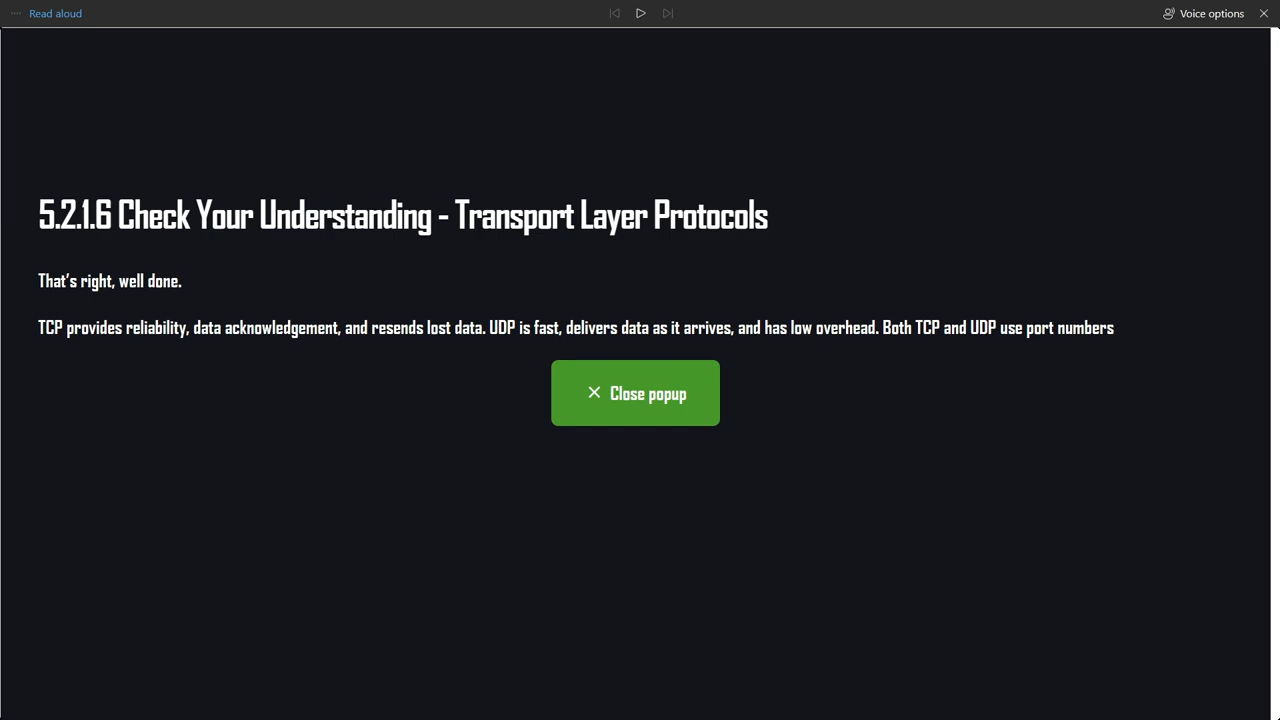 Read aloud
Voice options
5.2.1.6 Check Your Understanding - Transport Layer Protocols
That's right, well done.
TCP provides reliability, data acknowledgement, and resends lost data. UDP is fast, delivers data as it arrives, and has low overhead. Both TCP and UDP use port numbers
Close popup